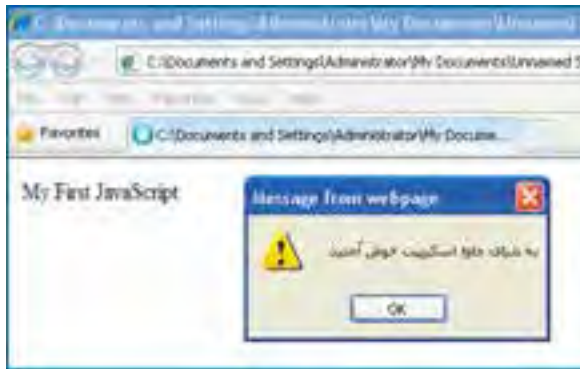 C:\Documents and Settings\Administrator\My Documents\Unnamed
C:\Documents and Settings\Administrator\My Documents\Unnamed S
Favorites C:\Documents and Settings\Administrator\My Docume...
My First JavaScript
Message from webpage
به جاوا اسکریپت خوش آمدید
OK